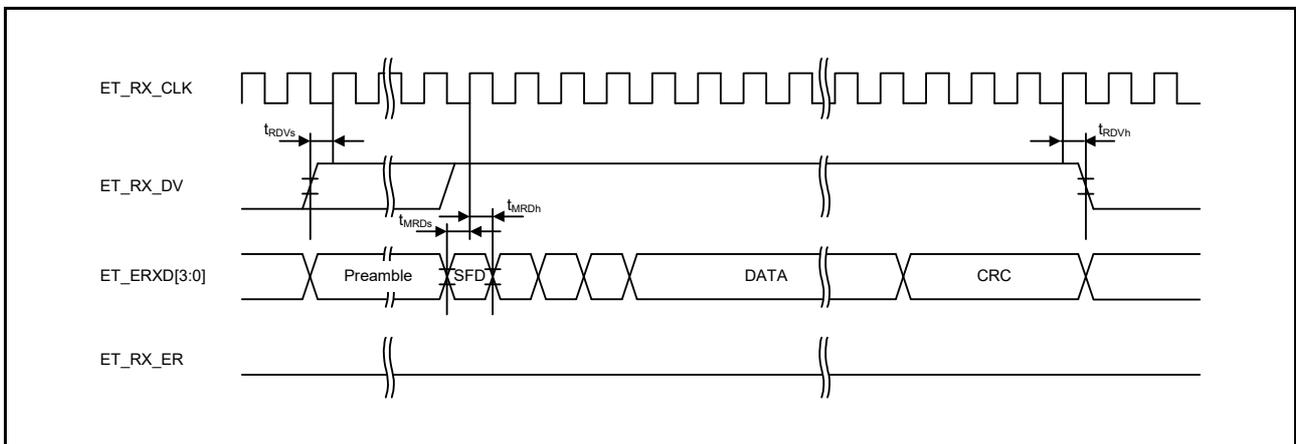 ET_RX_CLK
tRDVs
tRDVh
ET_RX_DV
tMRDh
tMRDs
ET_ERXD[3:0]
Preamble
SFD
DATA
CRC
ET_RX_ER